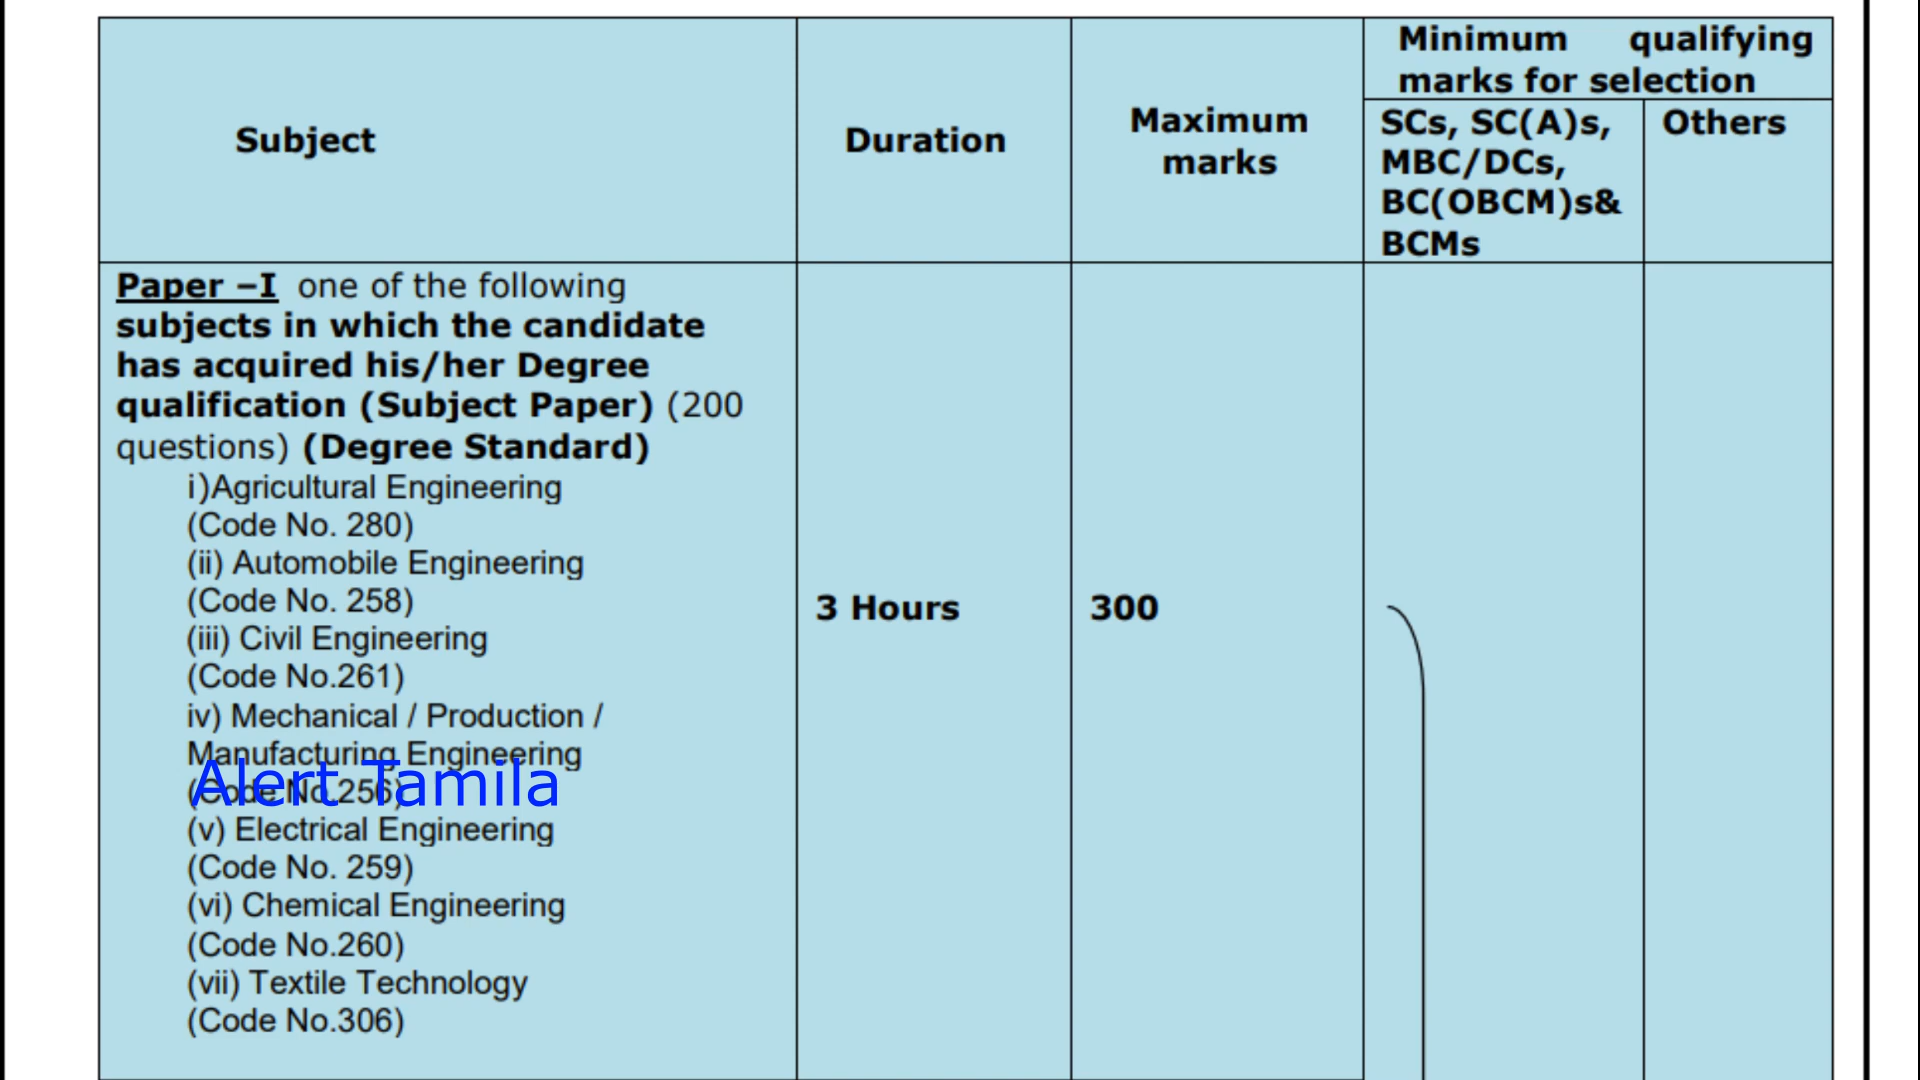 Subject
Duration
Maximum
marks
Minimum qualifying
marks for selection
SCs, SC(A)s,
MBC/DCs,
BC(OBCM)s&
BCMs
Others
Paper –I one of the following
subjects in which the candidate
has acquired his/her Degree
qualification (Subject Paper) (200
questions) (Degree Standard)
i)Agricultural Engineering
(Code No. 280)
(ii) Automobile Engineering
(Code No. 258)
(iii) Civil Engineering
(Code No.261)
iv) Mechanical / Production /
Manufacturing Engineering
(Code No.256)
Alert Tamila
(v) Electrical Engineering
(Code No. 259)
(vi) Chemical Engineering
(Code No.260)
(vii) Textile Technology
(Code No.306)
3 Hours
300